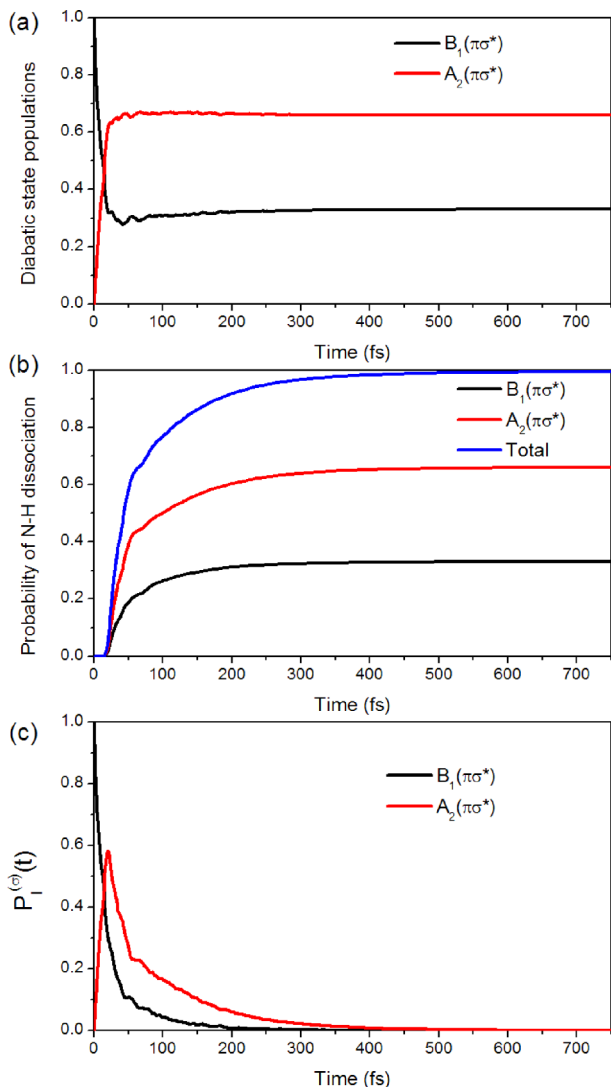 (a)
B₁(πσ*)
A₂(πσ*)
Diabatic state populations
1.0
0.8
0.6
0.4
0.2
0.0
0 100 200 300 400 500 600 700
Time (fs)
(b)
B₁(πσ*)
A₂(πσ*)
Total
Probability of N-H dissociation
1.0
0.8
0.6
0.4
0.2
0.0
0 100 200 300 400 500 600 700
Time (fs)
(c)
B₁(πσ*)
A₂(πσ*)
P_I^(σ)(t)
1.0
0.8
0.6
0.4
0.2
0.0
0 100 200 300 400 500 600 700
Time (fs)